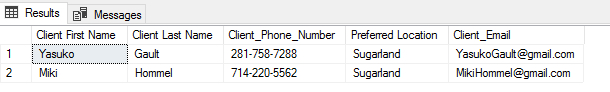 Results Messages
Client First Name Client Last Name Client_Phone_Number Preferred Location Client_Email
1 Yasuko Gault 281-758-7288 Sugarland YasukoGault@gmail.com
2 Miki Hommel 714-220-5562 Sugarland MikiHommel@gmail.com